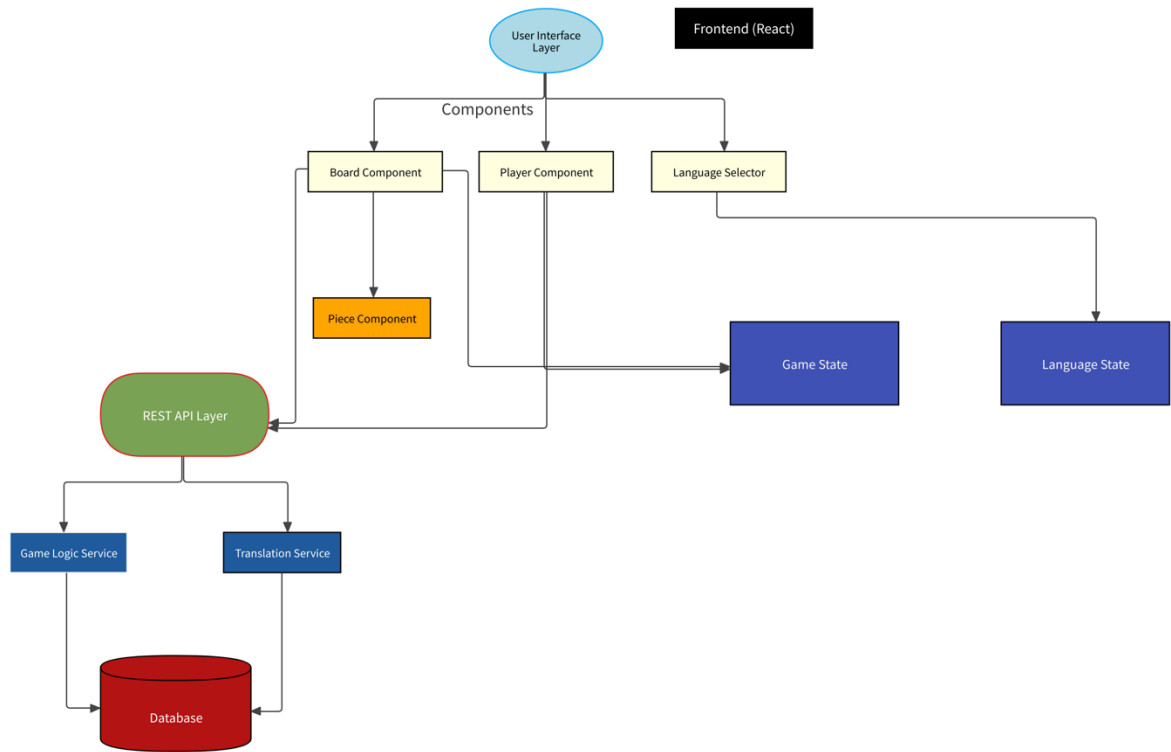 User Interface
Layer
Frontend (React)
Components
Board Component
Player Component
Language Selector
Piece Component
Game State
Language State
REST API Layer
Game Logic Service
Translation Service
Database